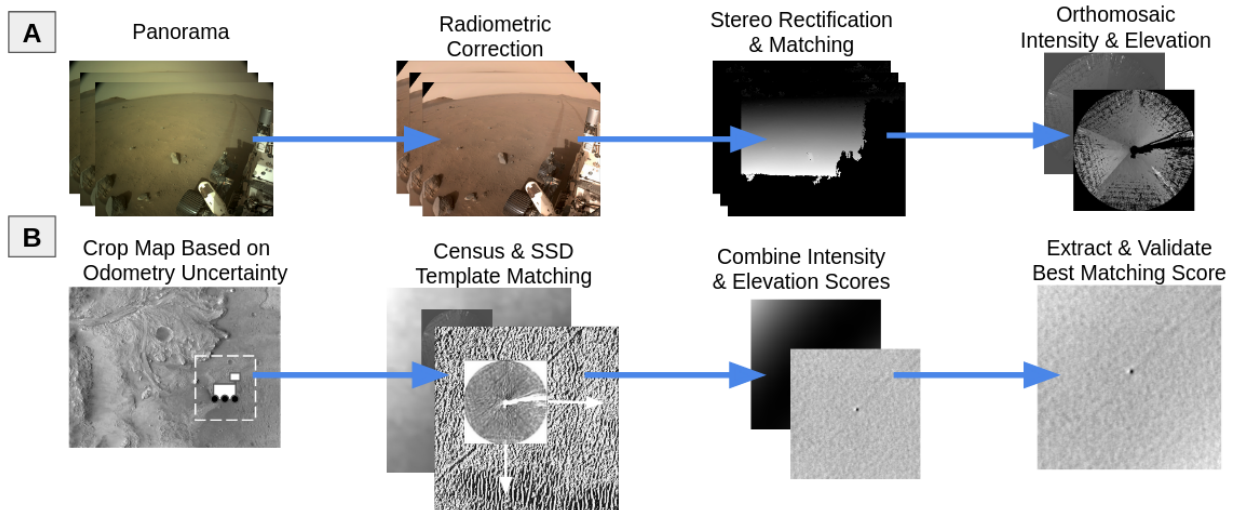 A
Panorama
Radiometric
Correction
Stereo Rectification
& Matching
Orthomosaic
Intensity & Elevation
B
Crop Map Based on
Odometry Uncertainty
Census & SSD
Template Matching
Combine Intensity
& Elevation Scores
Extract & Validate
Best Matching Score